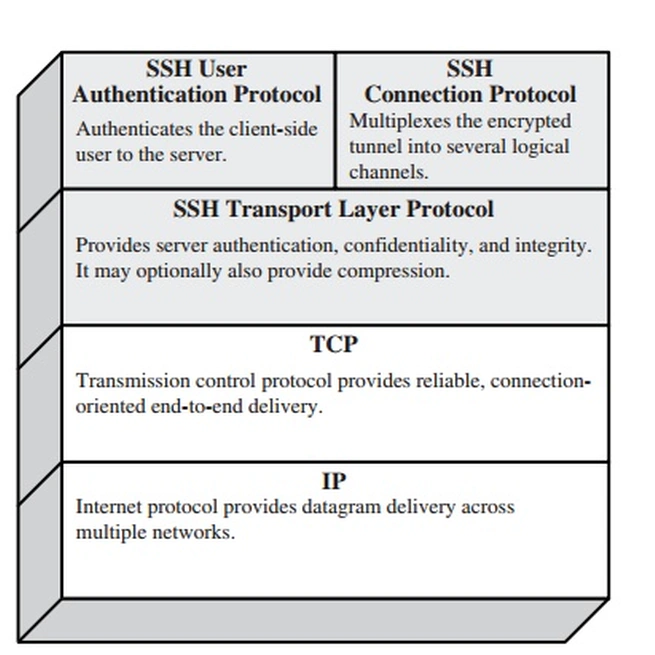 SSH User
Authentication Protocol
Authenticates the client-side
user to the server.
SSH
Connection Protocol
Multiplexes the encrypted
tunnel into several logical
channels.
SSH Transport Layer Protocol
Provides server authentication, confidentiality, and integrity.
It may optionally also provide compression.
TCP
Transmission control protocol provides reliable, connection-
oriented end-to-end delivery.
IP
Internet protocol provides datagram delivery across
multiple networks.